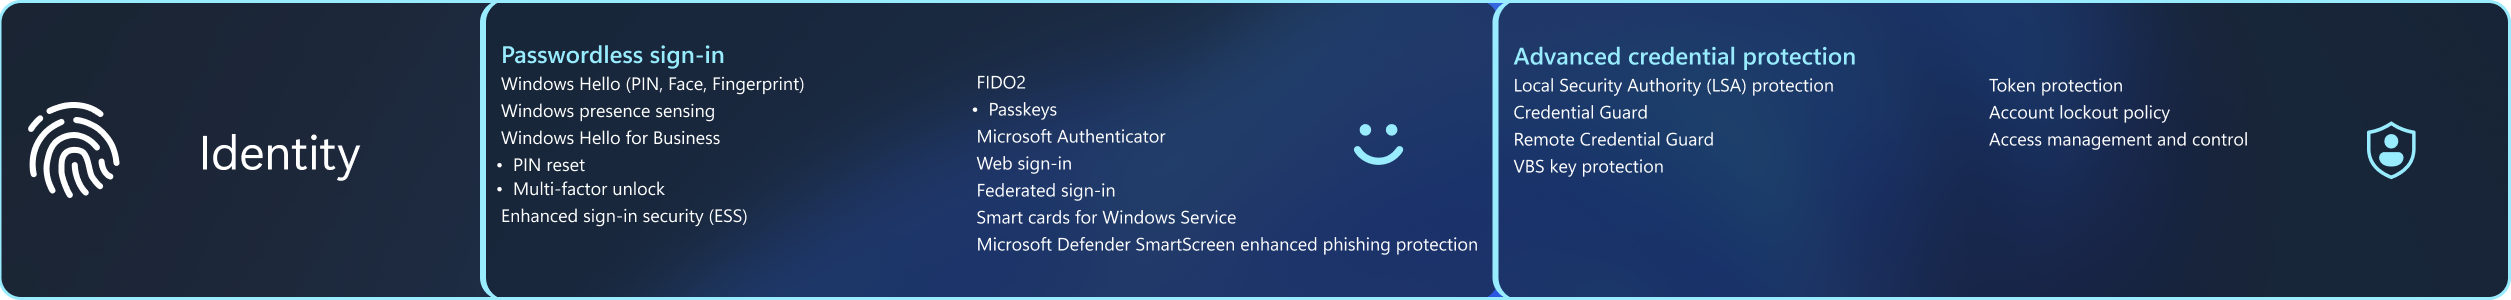 Identity
Passwordless sign-in
Windows Hello (PIN, Face, Fingerprint)
Windows presence sensing
Windows Hello for Business
• PIN reset
• Multi-factor unlock
Enhanced sign-in security (ESS)
FIDO2
• Passkeys
Microsoft Authenticator
Web sign-in
Federated sign-in
Smart cards for Windows Service
Microsoft Defender SmartScreen enhanced phishing protection
Advanced credential protection
Local Security Authority (LSA) protection
Credential Guard
Remote Credential Guard
VBS key protection
Token protection
Account lockout policy
Access management and control